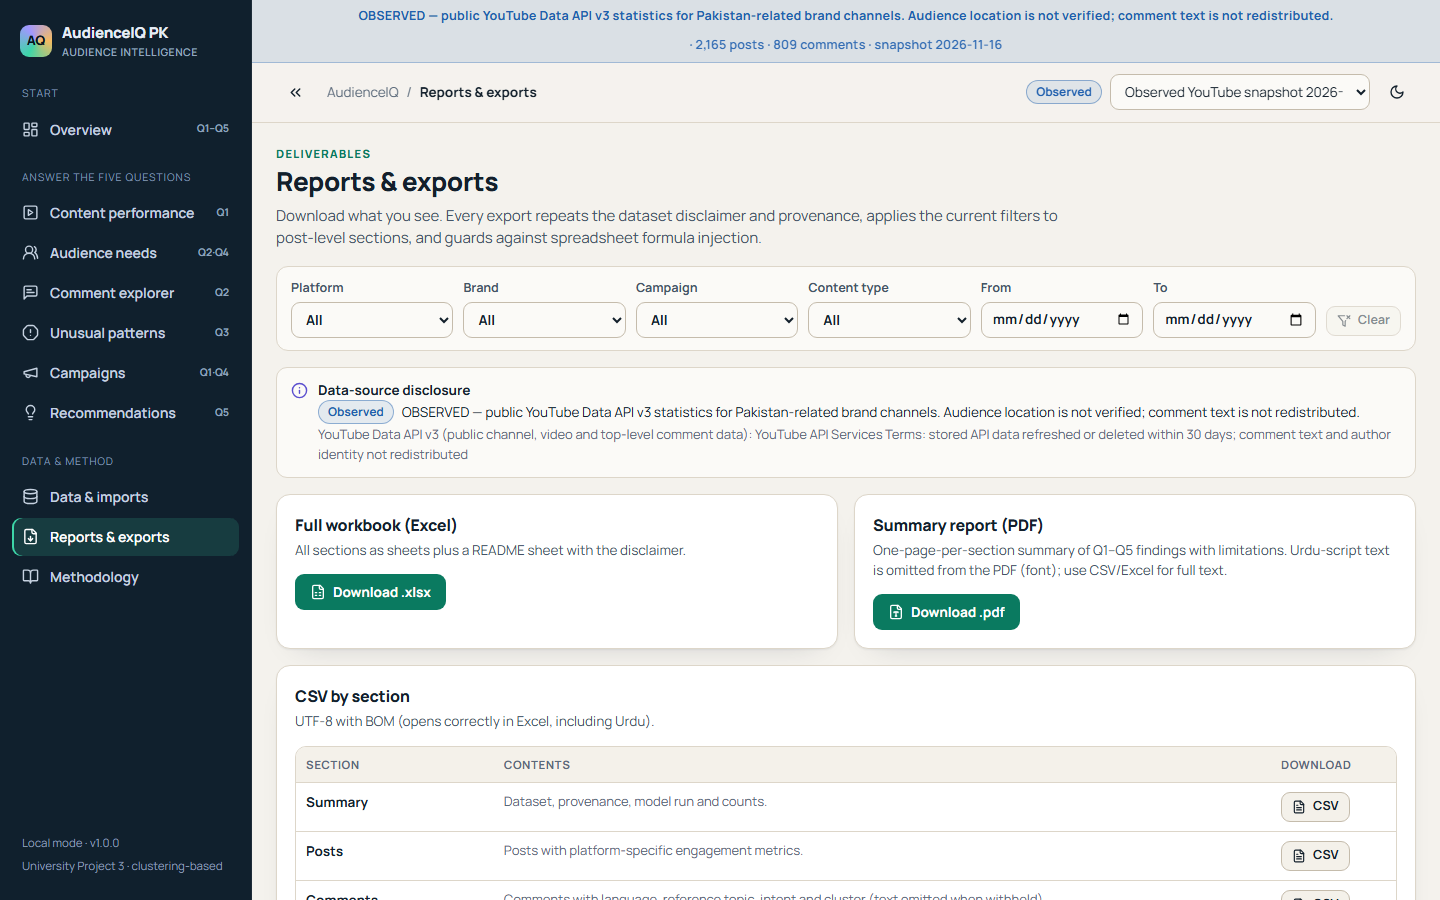 AQ
AudienceIQ PK
AUDIENCE INTELLIGENCE
START
Overview Q1–Q5
ANSWER THE FIVE QUESTIONS
Content performance Q1
Audience needs Q2·Q4
Comment explorer Q2
Unusual patterns Q3
Campaigns Q1·Q4
Recommendations Q5
DATA & METHOD
Data & imports
Reports & exports
Methodology
Local mode · v1.0.0
University Project 3 · clustering-based
OBSERVED — public YouTube Data API v3 statistics for Pakistan-related brand channels. Audience location is not verified; comment text is not redistributed.
· 2,165 posts · 809 comments · snapshot 2026-11-16
AudienceIQ / Reports & exports
Observed
Observed YouTube snapshot 2026-
DELIVERABLES
Reports & exports
Download what you see. Every export repeats the dataset disclaimer and provenance, applies the current filters to
post-level sections, and guards against spreadsheet formula injection.
Platform Brand Campaign Content type From To
All All All All mm/dd/yyyy mm/dd/yyyy Clear
Data-source disclosure
Observed OBSERVED — public YouTube Data API v3 statistics for Pakistan-related brand channels. Audience location is not verified; comment text is not redistributed.
YouTube Data API v3 (public channel, video and top-level comment data): YouTube API Services Terms: stored API data refreshed or deleted within 30 days; comment text and author
identity not redistributed
Full workbook (Excel)
All sections as sheets plus a README sheet with the disclaimer.
Download .xlsx
Summary report (PDF)
One-page-per-section summary of Q1–Q5 findings with limitations. Urdu-script text
is omitted from the PDF (font); use CSV/Excel for full text.
Download .pdf
CSV by section
UTF-8 with BOM (opens correctly in Excel, including Urdu).
SECTION CONTENTS DOWNLOAD
Summary Dataset, provenance, model run and counts. CSV
Posts Posts with platform-specific engagement metrics. CSV
Comments Comments with language, reference topic, intent and cluster (text omitted when withheld). CSV